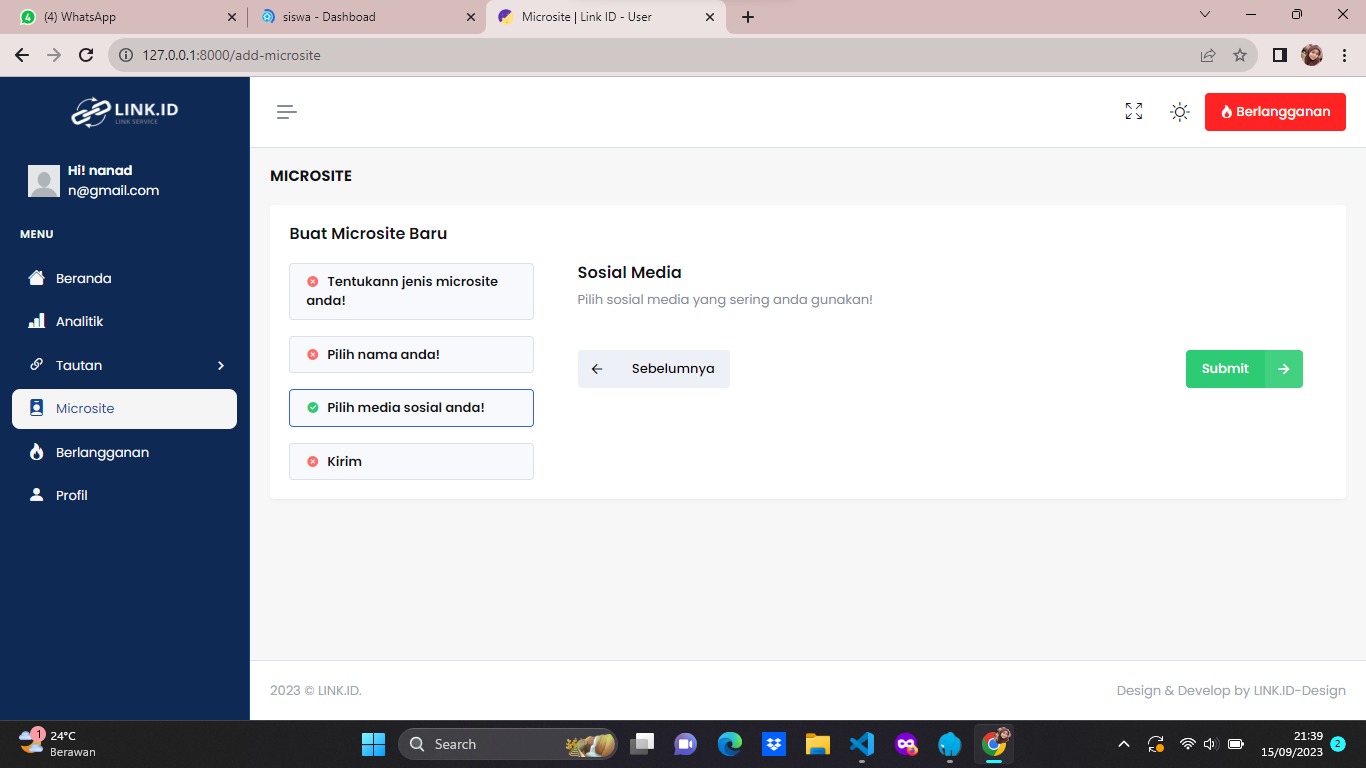 4
(4) WhatsApp
siswa - Dashboad
Microsite | Link ID - User
127.0.0.1:8000/add-microsite
LINK.ID
LINK SERVICE
Berlangganan
Hi! nanad
n@gmail.com
MENU
Beranda
Analitik
Tautan
Microsite
Berlangganan
Profil
MICROSITE
Buat Microsite Baru
Tentukann jenis microsite
anda!
Pilih nama anda!
Pilih media sosial anda!
Kirim
Sosial Media
Pilih sosial media yang sering anda gunakan!
Sebelumnya
Submit
2023 © LINK.ID.
Design & Develop by LINK.ID-Design
1
24°C
Berawan
Search
21:39
15/09/2023
2